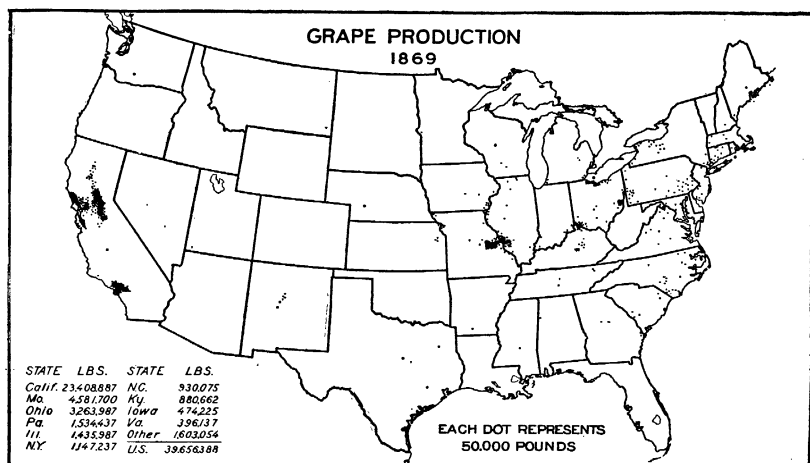 GRAPE PRODUCTION
1869
STATE LBS. STATE LBS.
Calif. 23,408,887 N.C. 930,075
Mo. 4,581,700 Ky. 880,662
Ohio 3,263,987 Iowa 474,225
Pa. 1,534,437 Va. 396,137
Ill. 1,435,987 Other 1,603,054
N.Y. 1,147,237 U.S. 39,656,388
EACH DOT REPRESENTS
50,000 POUNDS